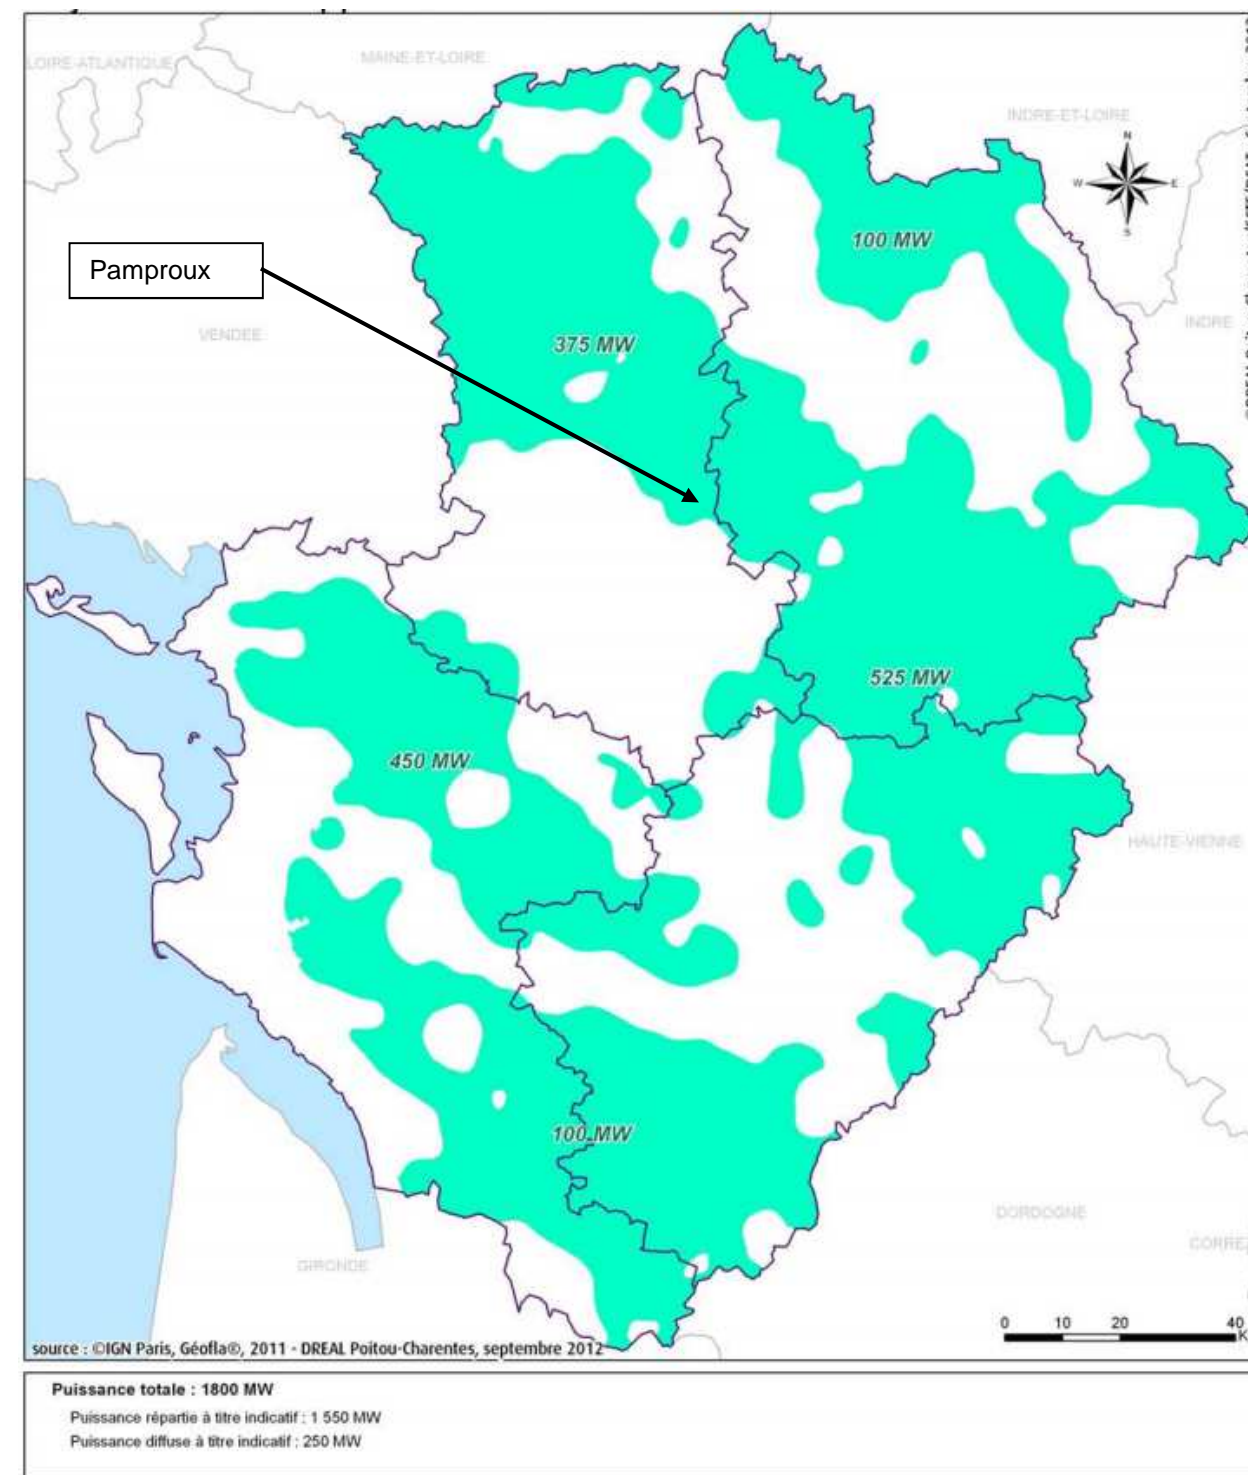 LOIRE-ATLANTIQUE
MAINE-ET-LOIRE
INDRE-ET-LOIRE
N
W
E
S
100 MW
Pamproux
VENDEE
INDRE
375 MW
525 MW
450 MW
HAUTE-VIENNE
100 MW
DORDOGNE
GIRONDE
0 10 20 40
source : ©IGN Paris, Géofla®, 2011 - DREAL Poitou-Charentes, septembre 2012
Puissance totale : 1800 MW
Puissance répartie à titre indicatif : 1 550 MW
Puissance diffuse à titre indicatif : 250 MW